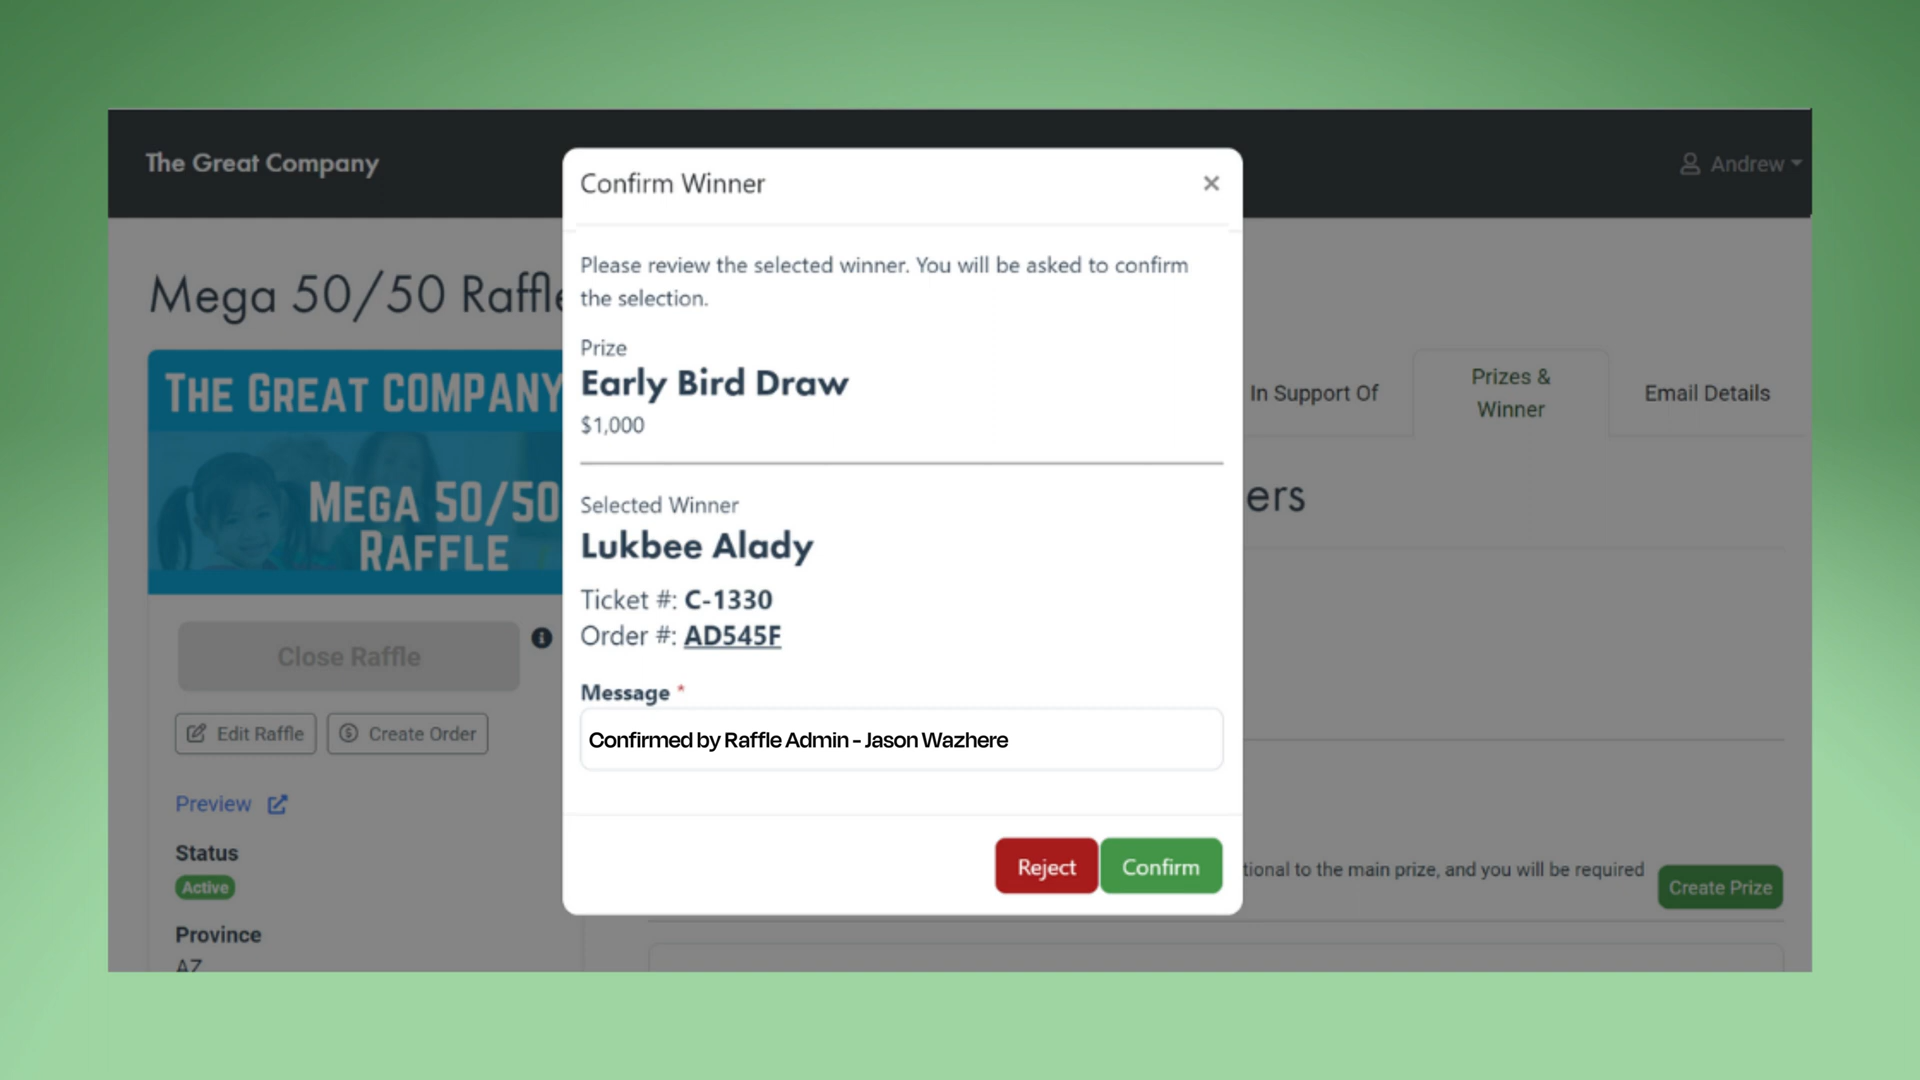 The Great Company
Andrew
Confirm Winner
Please review the selected winner. You will be asked to confirm
the selection.
Prize
Early Bird Draw
$1,000
Selected Winner
Lukbee Alady
Ticket #: C-1330
Order #: AD545F
Message *
Confirmed by Raffle Admin - Jason Wazhere
Reject
Confirm
Mega 50/50 Raffle
THE GREAT COMPANY
MEGA 50/50
RAFFLE
Close Raffle
Edit Raffle
Create Order
Preview
Status
Active
Province
AZ
In Support Of
Prizes &
Winner
Email Details
ers
tional to the main prize, and you will be required
Create Prize